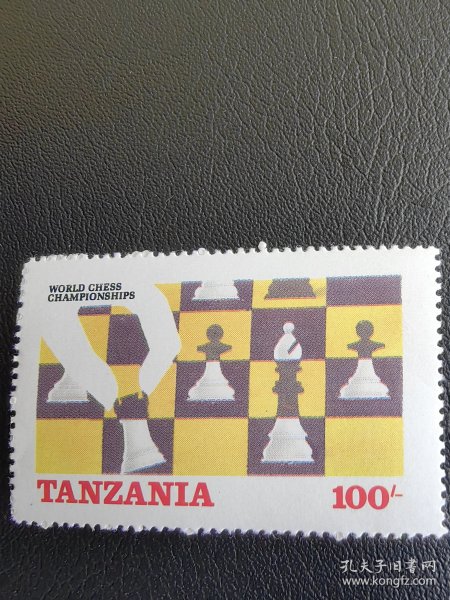 WORLD CHESS
CHAMPIONSHIPS
TANZANIA
100/-
孔夫子旧书网
www.kongfz.com